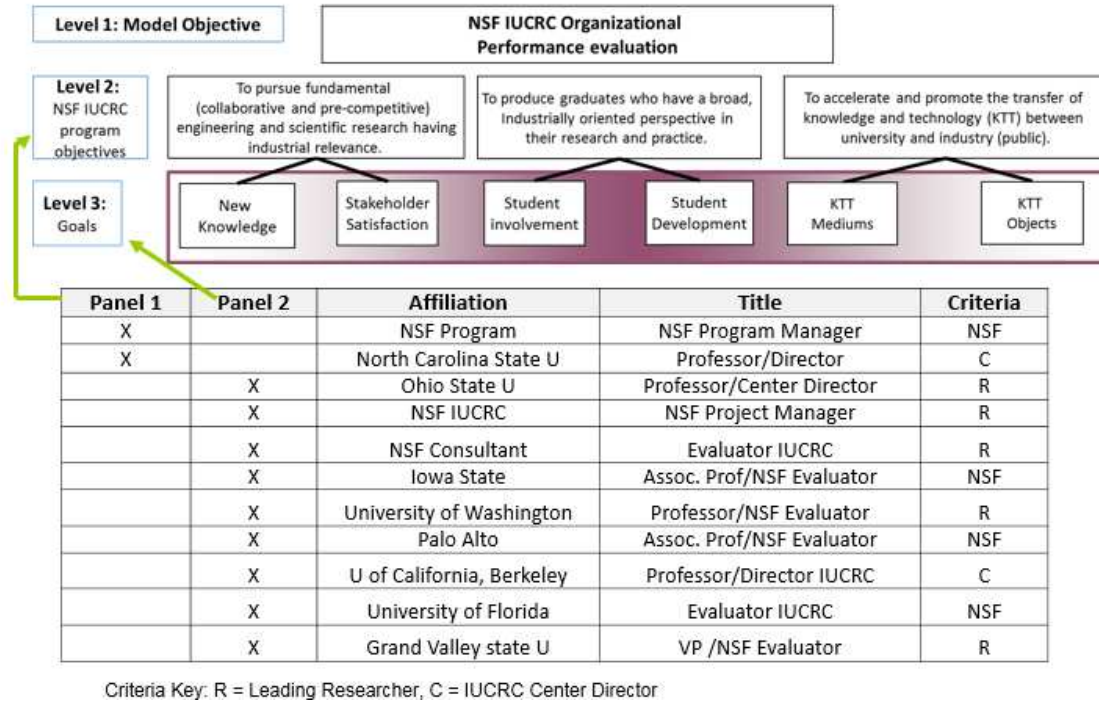 Level 1: Model Objective
NSF IUCRC Organizational
Performance evaluation
Level 2:
NSF IUCRC
program
objectives
To pursue fundamental
(collaborative and pre-competitive)
engineering and scientific research having
industrial relevance.
To produce graduates who have a broad,
Industrially oriented perspective in
their research and practice.
To accelerate and promote the transfer of
knowledge and technology (KTT) between
university and industry (public).
Level 3:
Goals
New
Knowledge
Stakeholder
Satisfaction
Student
involvement
Student
Development
KTT
Mediums
KTT
Objects
Panel 1 Panel 2 Affiliation Title Criteria
X NSF Program NSF Program Manager NSF
X North Carolina State U Professor/Director C
X Ohio State U Professor/Center Director R
X NSF IUCRC NSF Project Manager R
X NSF Consultant Evaluator IUCRC R
X Iowa State Assoc. Prof/NSF Evaluator NSF
X University of Washington Professor/NSF Evaluator R
X Palo Alto Assoc. Prof/NSF Evaluator NSF
X U of California, Berkeley Professor/Director IUCRC C
X University of Florida Evaluator IUCRC NSF
X Grand Valley state U VP /NSF Evaluator R
Criteria Key: R = Leading Researcher, C = IUCRC Center Director